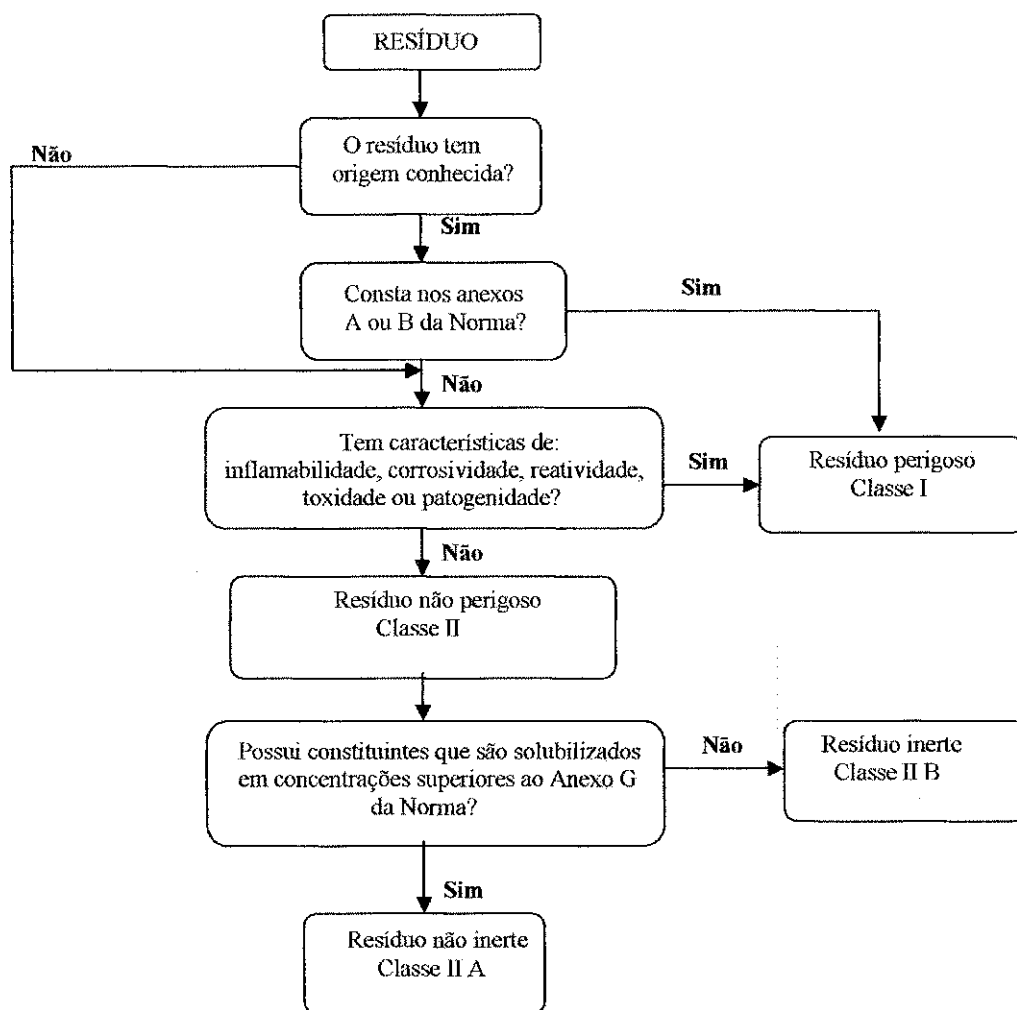 RESÍDUO
O resíduo tem
origem conhecida?
Não
Sim
Consta nos anexos
A ou B da Norma?
Sim
Não
Tem características de:
inflamabilidade, corrosividade, reatividade,
toxidade ou patogenidade?
Sim
Resíduo perigoso
Classe I
Não
Resíduo não perigoso
Classe II
Possui constituintes que são solubilizados
em concentrações superiores ao Anexo G
da Norma?
Não
Resíduo inerte
Classe II B
Sim
Resíduo não inerte
Classe II A